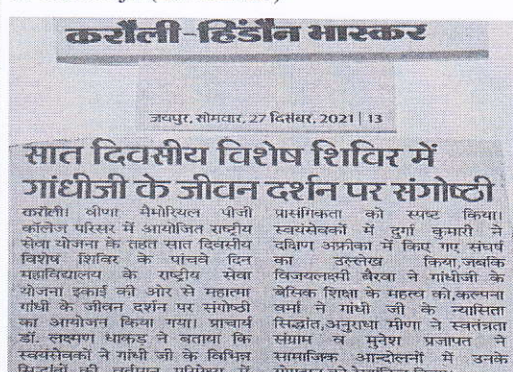 करौली-हिंडौन भास्कर
जयपुर, सोमवार, 27 दिसंबर, 2021 | 13
सात दिवसीय विशेष शिविर में
गांधीजी के जीवन दर्शन पर संगोष्ठी
करौली। वीणा मैमोरियल पीजी
कॉलेज परिसर में आयोजित राष्ट्रीय
सेवा योजना के तहत सात दिवसीय
विशेष शिविर के पांचवे दिन
महाविद्यालय के राष्ट्रीय सेवा
योजना इकाई की ओर से महात्मा
गांधी के जीवन दर्शन पर संगोष्ठी
का आयोजन किया गया। प्राचार्य
डॉ. लक्ष्मण धाकड़ ने बताया कि
स्वयंसेवकों ने गांधी जी के विभिन्न
सिद्धांतों की वर्तमान परिप्रेक्ष्य में
प्रासंगिकता को स्पष्ट किया।
स्वयंसेवकों में दुर्गा कुमारी ने
दक्षिण अफ्रीका में किए गए संघर्ष
का उल्लेख किया,जबकि
विजयलक्ष्मी बैरवा ने गांधीजी के
बेसिक शिक्षा के महत्व को,कल्पना
वर्मा ने गांधी जी के न्यासिता
सिद्धांत,अनुराधा मीणा ने स्वतंत्रता
संग्राम व मुनेश प्रजापत ने
सामाजिक आन्दोलनों में उनके